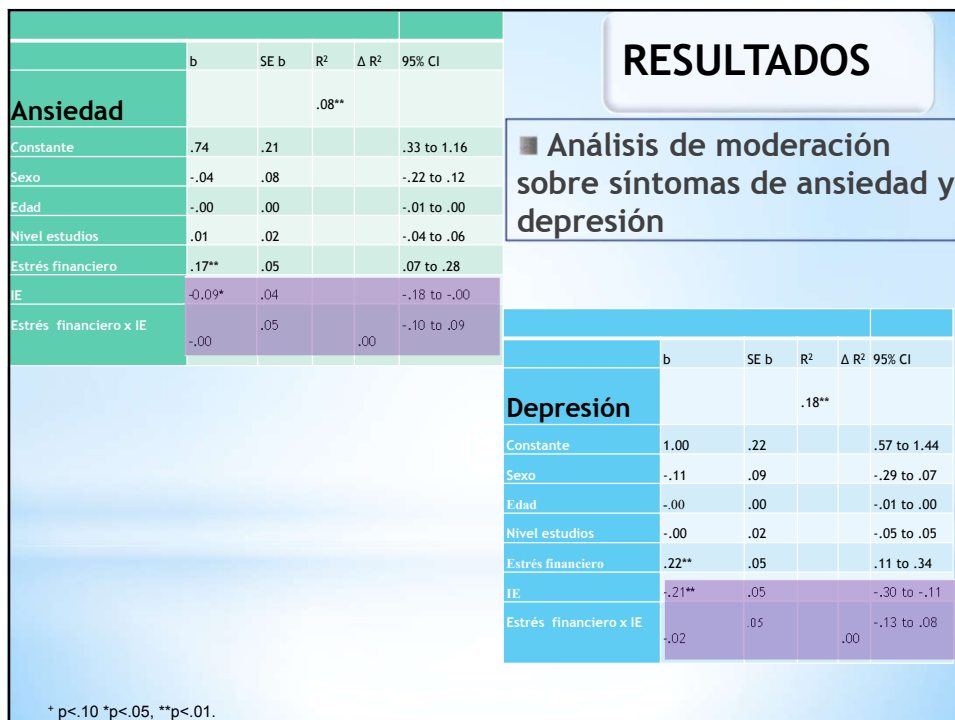 RESULTADOS
Análisis de moderación
sobre síntomas de ansiedad y
depresión
b SE b R² Δ R² 95% CI
Ansiedad .08**
Constante .74 .21 .33 to 1.16
Sexo -.04 .08 -.22 to .12
Edad -.00 .00 -.01 to .00
Nivel estudios .01 .02 -.04 to .06
Estrés financiero .17** .05 .07 to .28
IE -0.09* .04 -.18 to -.00
Estrés financiero x IE -.00 .05 .00 -.10 to .09
b SE b R² Δ R² 95% CI
Depresión .18**
Constante 1.00 .22 .57 to 1.44
Sexo -.11 .09 -.29 to .07
Edad -.00 .00 -.01 to .00
Nivel estudios -.00 .02 -.05 to .05
Estrés financiero .22** .05 .11 to .34
IE -.21** .05 -.30 to -.11
Estrés financiero x IE -.02 .05 .00 -.13 to .08
⁺ p<.10 *p<.05, **p<.01.